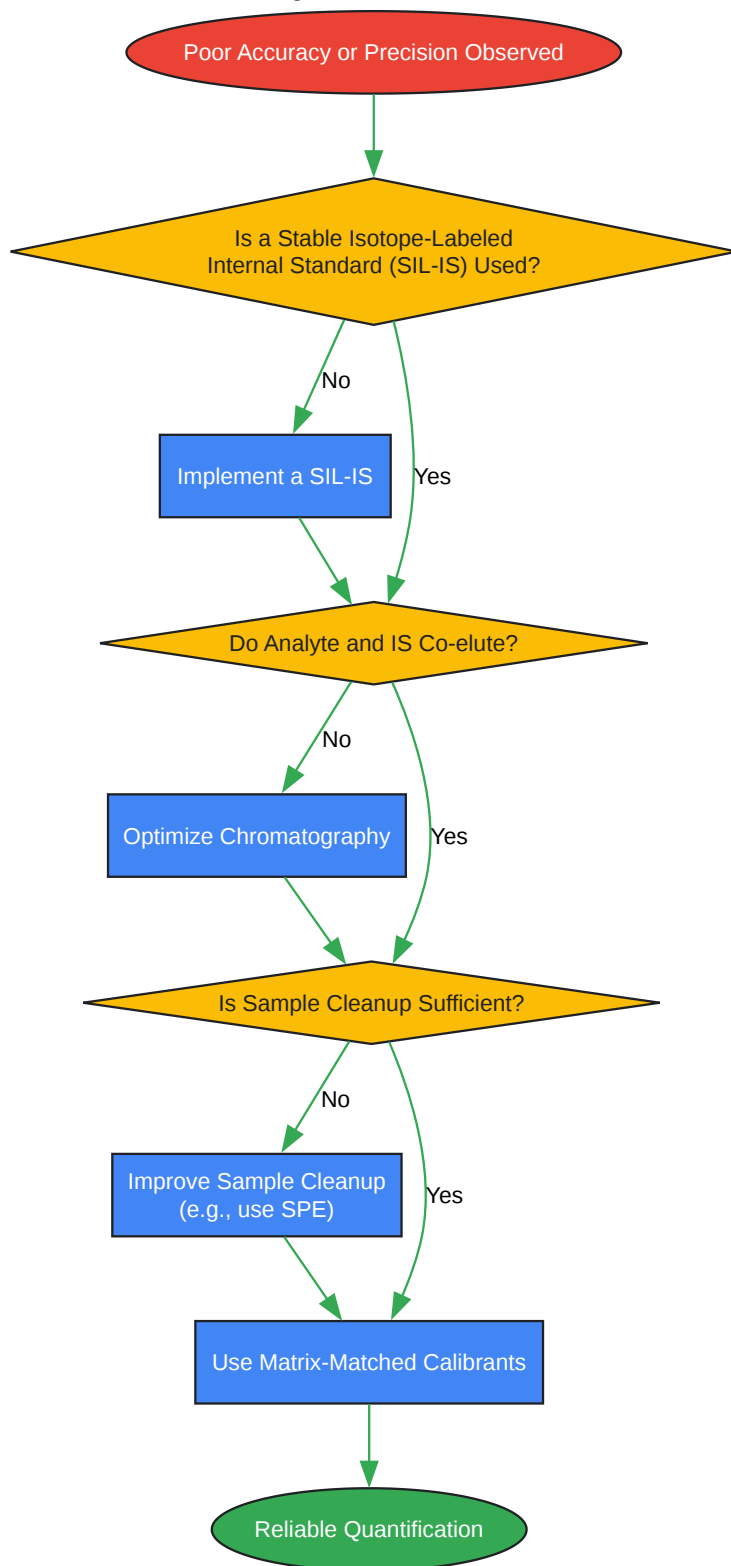 Poor Accuracy or Precision Observed
Is a Stable Isotope-Labeled
Internal Standard (SIL-IS) Used?
No
Implement a SIL-IS
Yes
Do Analyte and IS Co-elute?
No
Optimize Chromatography
Yes
Is Sample Cleanup Sufficient?
No
Improve Sample Cleanup
(e.g., use SPE)
Yes
Use Matrix-Matched Calibrants
Reliable Quantification